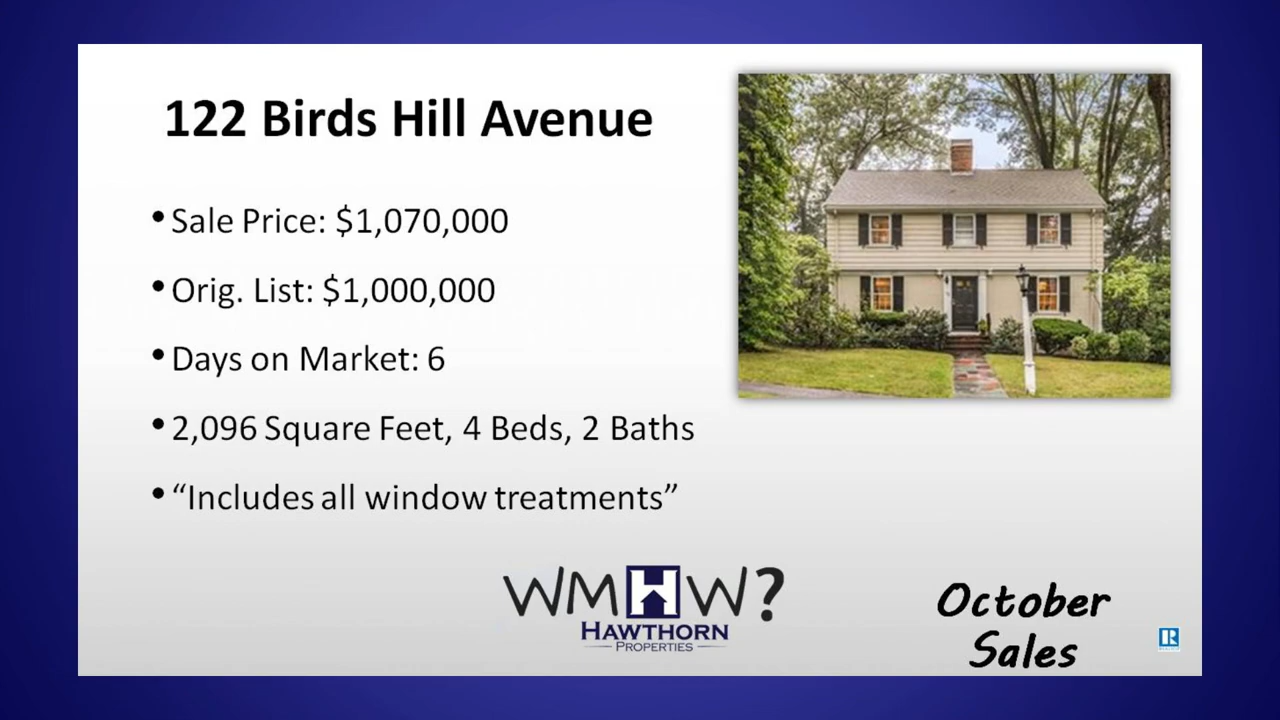 122 Birds Hill Avenue
• Sale Price: $1,070,000
• Orig. List: $1,000,000
• Days on Market: 6
• 2,096 Square Feet, 4 Beds, 2 Baths
• “Includes all window treatments”
WMHW?
HAWTHORN
PROPERTIES
October
Sales
R